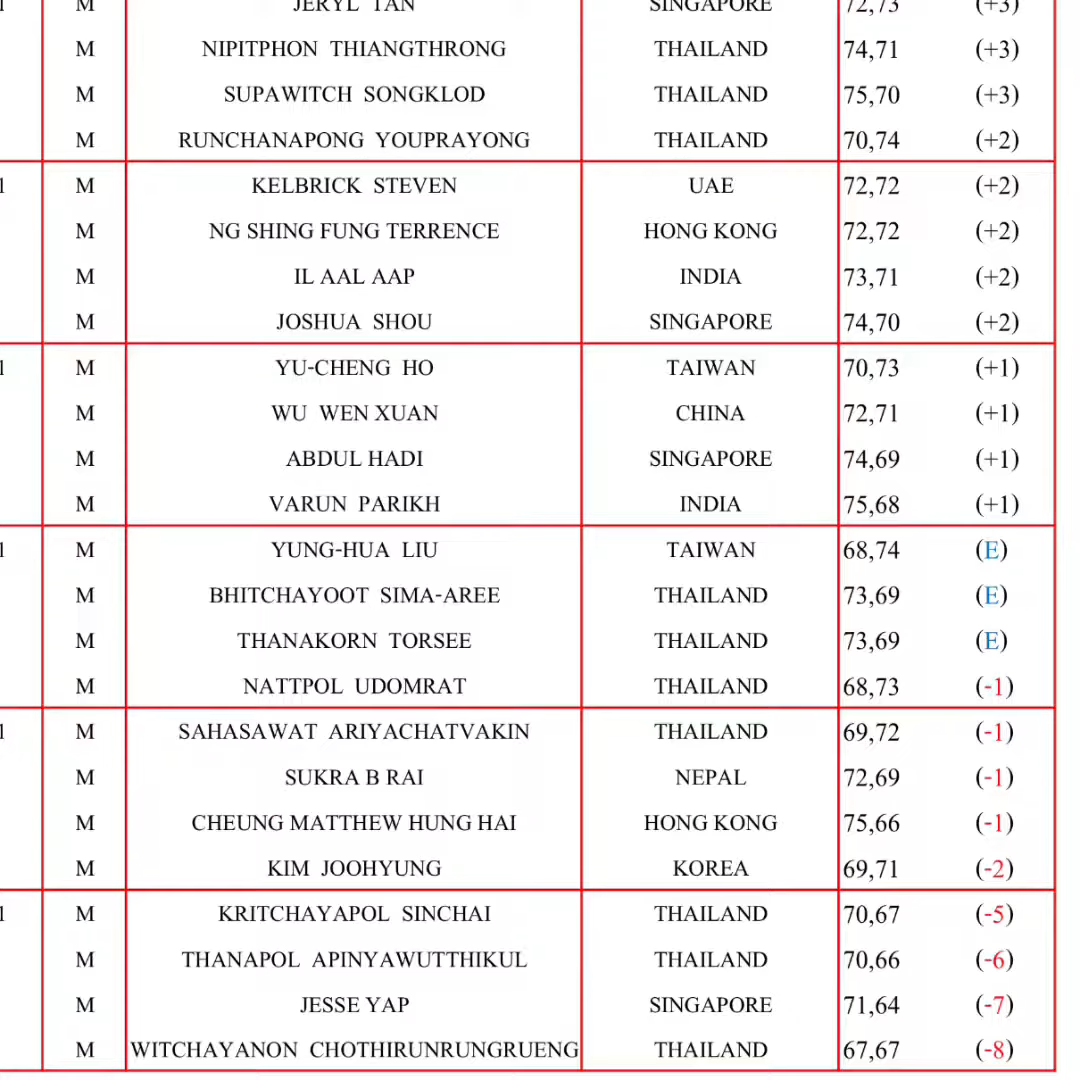 1 M JERYL TAN SINGAPORE 72,73 (+3)
M NIPITPHON THIANGTHRONG THAILAND 74,71 (+3)
M SUPAWITCH SONGKLOD THAILAND 75,70 (+3)
M RUNCHANAPONG YOUPRAYONG THAILAND 70,74 (+2)
1 M KELBRICK STEVEN UAE 72,72 (+2)
M NG SHING FUNG TERRENCE HONG KONG 72,72 (+2)
M IL AAL AAP INDIA 73,71 (+2)
M JOSHUA SHOU SINGAPORE 74,70 (+2)
1 M YU-CHENG HO TAIWAN 70,73 (+1)
M WU WEN XUAN CHINA 72,71 (+1)
M ABDUL HADI SINGAPORE 74,69 (+1)
M VARUN PARIKH INDIA 75,68 (+1)
1 M YUNG-HUA LIU TAIWAN 68,74 (E)
M BHITCHAYOOT SIMA-AREE THAILAND 73,69 (E)
M THANAKORN TORSEE THAILAND 73,69 (E)
M NATTPOL UDOMRAT THAILAND 68,73 (-1)
1 M SAHASAWAT ARIYACHATVAKIN THAILAND 69,72 (-1)
M SUKRA B RAI NEPAL 72,69 (-1)
M CHEUNG MATTHEW HUNG HAI HONG KONG 75,66 (-1)
M KIM JOOHYUNG KOREA 69,71 (-2)
1 M KRITCHAYAPOL SINCHAI THAILAND 70,67 (-5)
M THANAPOL APINYAWUTTHIKUL THAILAND 70,66 (-6)
M JESSE YAP SINGAPORE 71,64 (-7)
M WITCHAYANON CHOTHIRUNRUNGRUENG THAILAND 67,67 (-8)